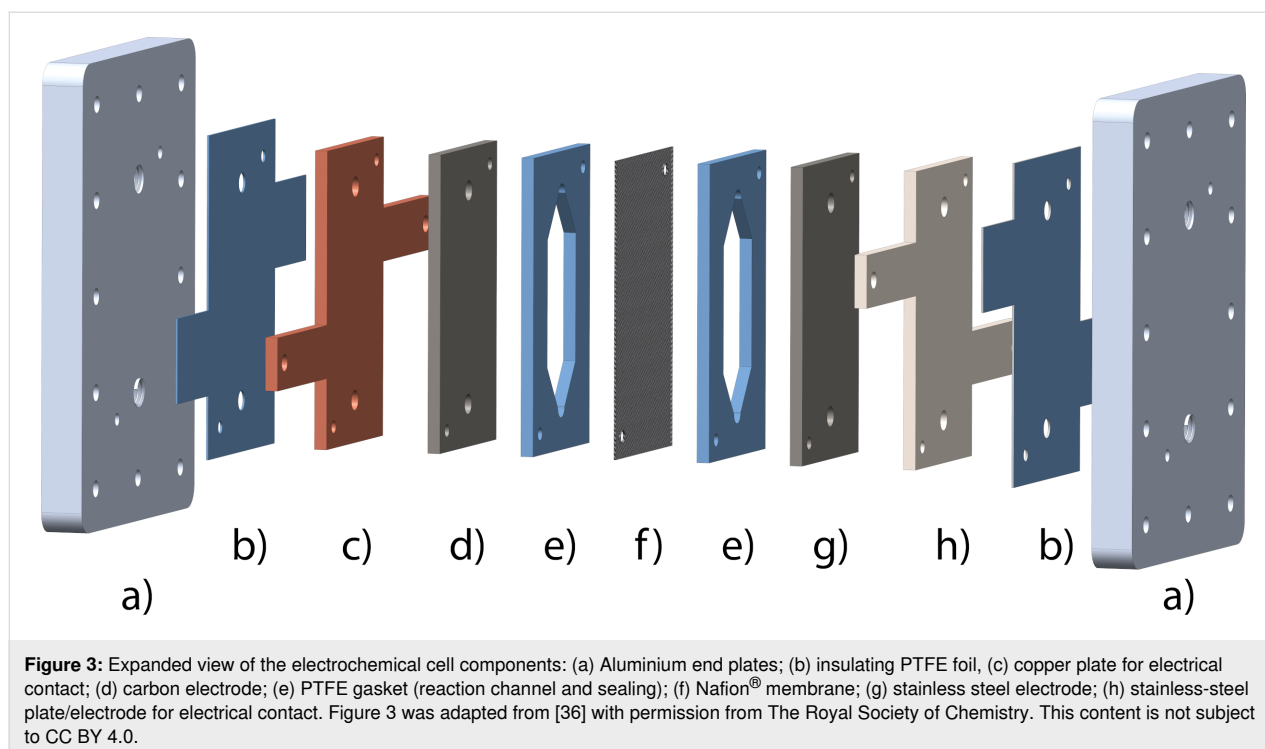 b) c) d) e) f) e) g) h) b)
a) a)
Figure 3: Expanded view of the electrochemical cell components: (a) Aluminium end plates; (b) insulating PTFE foil, (c) copper plate for electrical
contact; (d) carbon electrode; (e) PTFE gasket (reaction channel and sealing); (f) Nafion® membrane; (g) stainless steel electrode; (h) stainless-steel
plate/electrode for electrical contact. Figure 3 was adapted from [36] with permission from The Royal Society of Chemistry. This content is not subject
to CC BY 4.0.